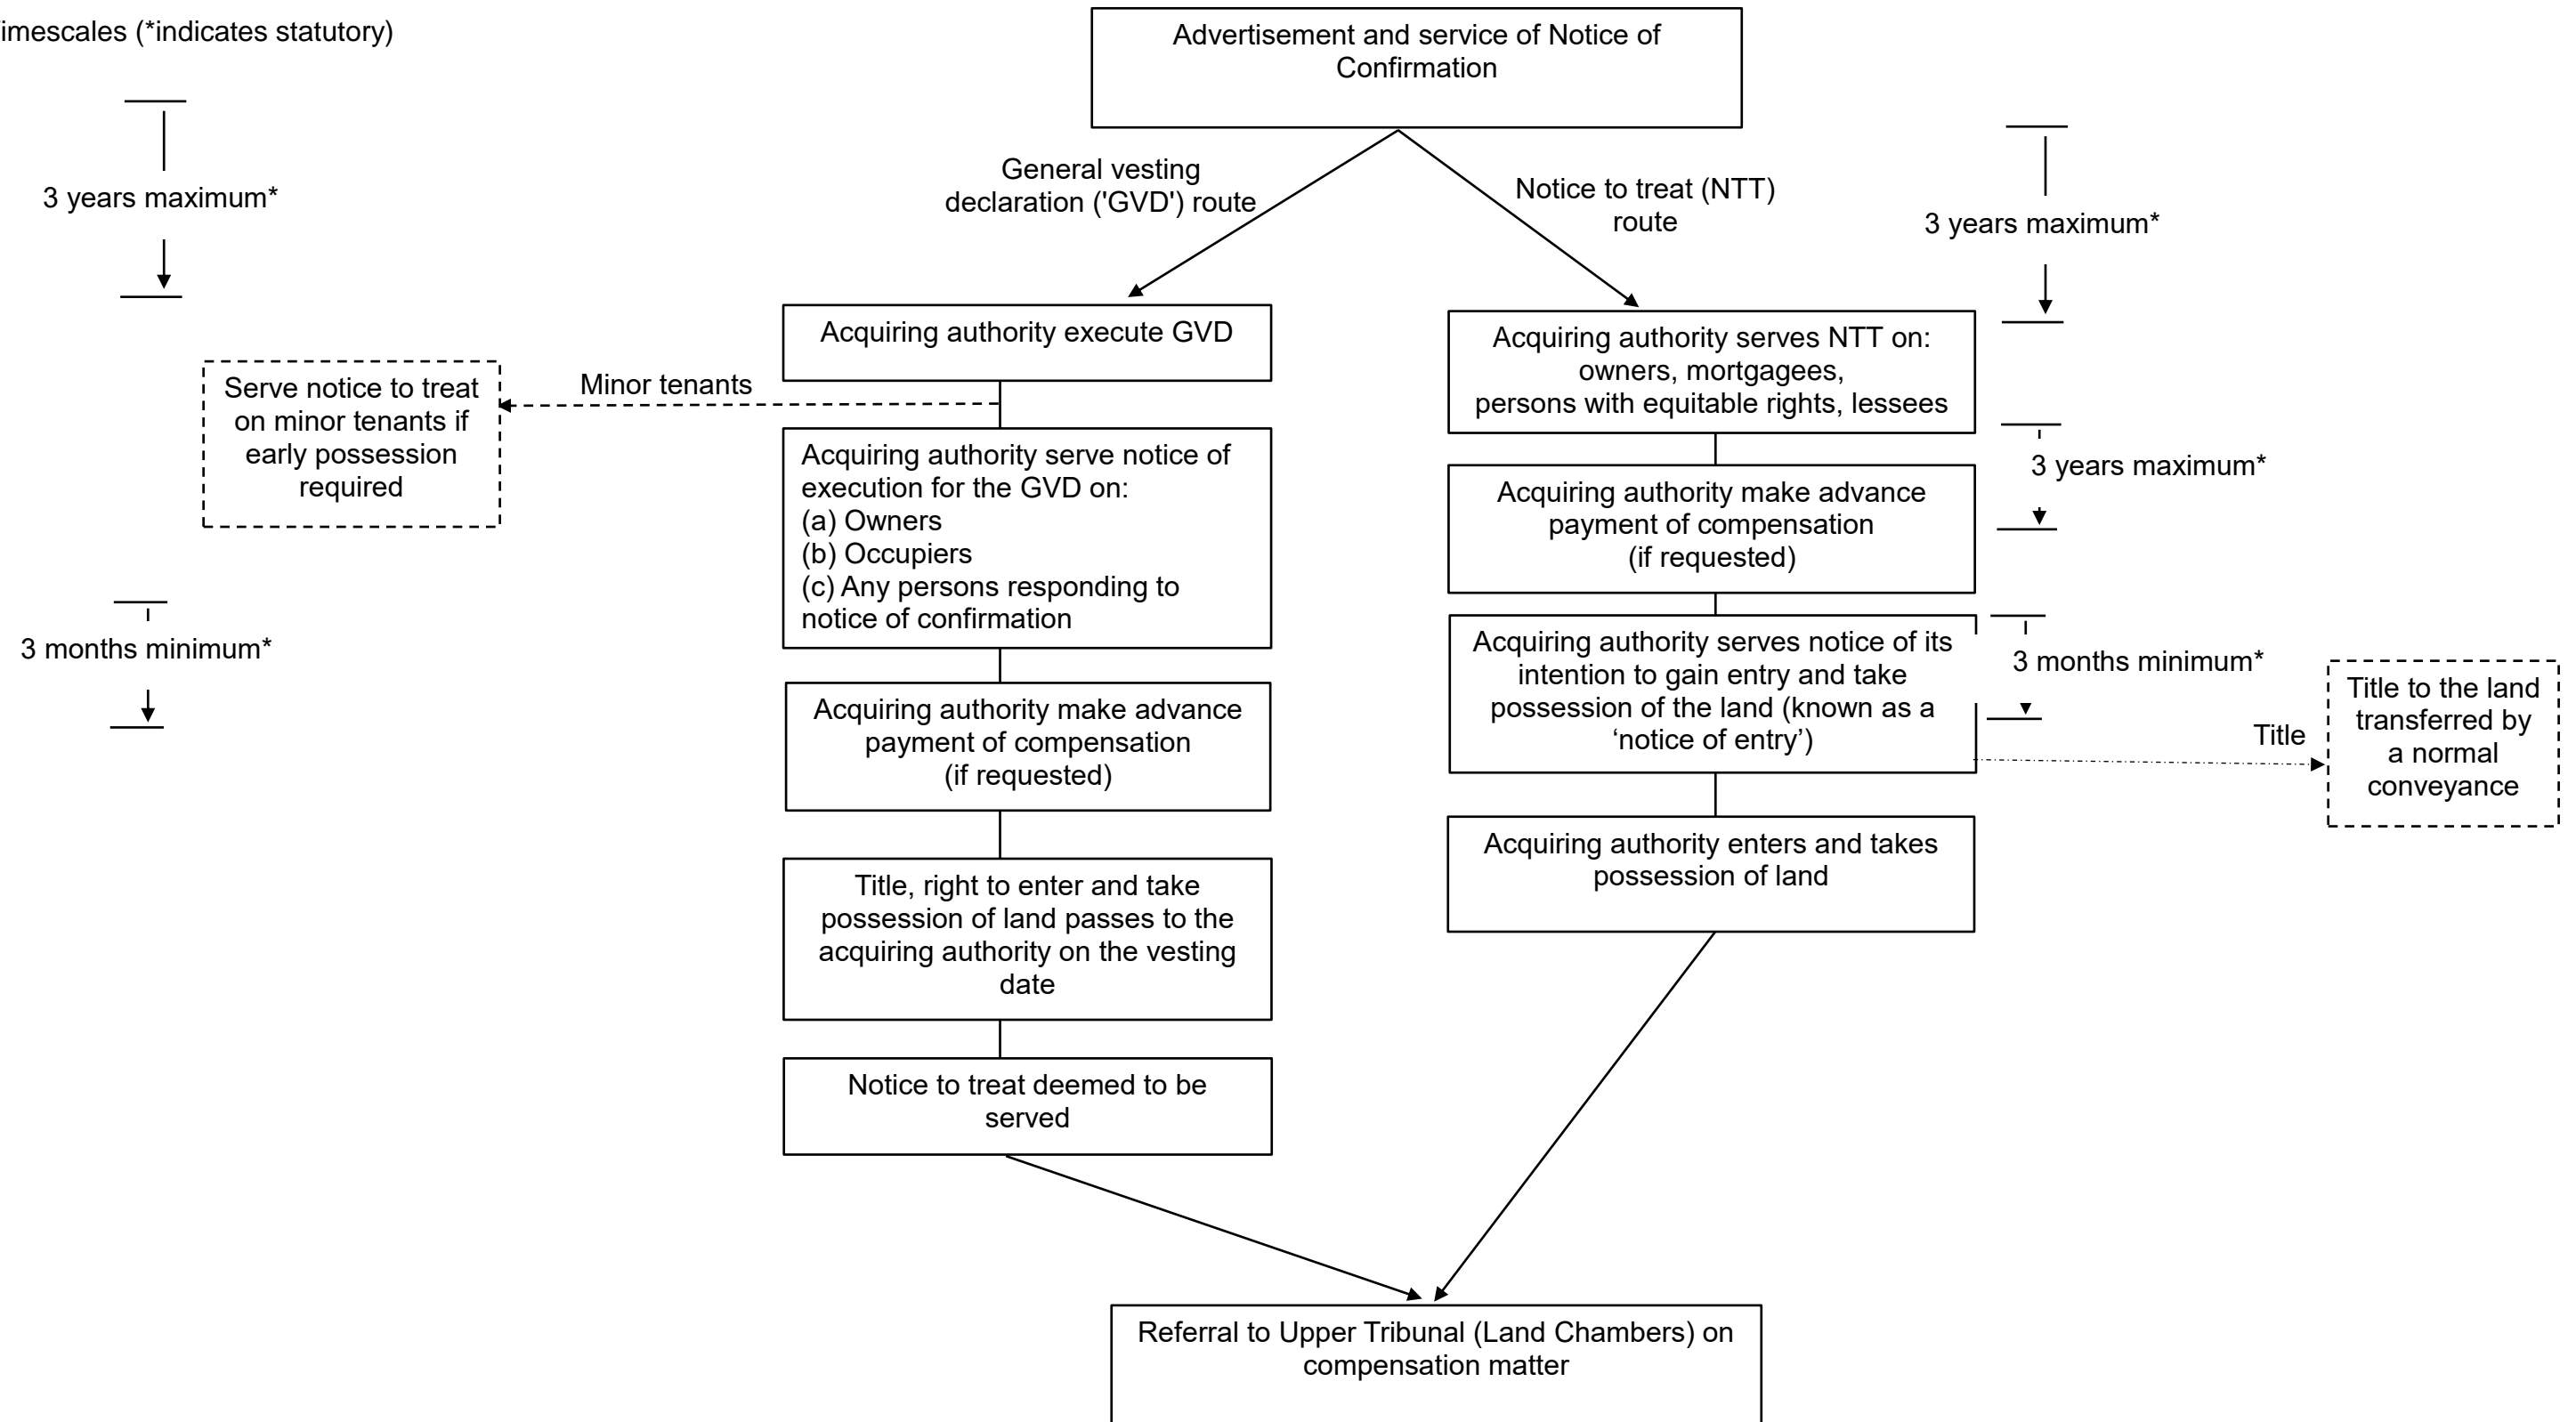 imescales (*indicates statutory)
Advertisement and service of Notice of
Confirmation
3 years maximum*
General vesting
declaration ('GVD') route
Notice to treat (NTT)
route
3 years maximum*
Acquiring authority execute GVD
Acquiring authority serves NTT on:
owners, mortgagees,
persons with equitable rights, lessees
Minor tenants
Serve notice to treat
on minor tenants if
early possession
required
Acquiring authority serve notice of
execution for the GVD on:
(a) Owners
(b) Occupiers
(c) Any persons responding to
notice of confirmation
3 years maximum*
Acquiring authority make advance
payment of compensation
(if requested)
3 months minimum*
Acquiring authority serves notice of its
intention to gain entry and take
possession of the land (known as a
‘notice of entry’)
3 months minimum*
Title
Title to the land
transferred by
a normal
conveyance
Acquiring authority make advance
payment of compensation
(if requested)
Acquiring authority enters and takes
possession of land
Title, right to enter and take
possession of land passes to the
acquiring authority on the vesting
date
Notice to treat deemed to be
served
Referral to Upper Tribunal (Land Chambers) on
compensation matter